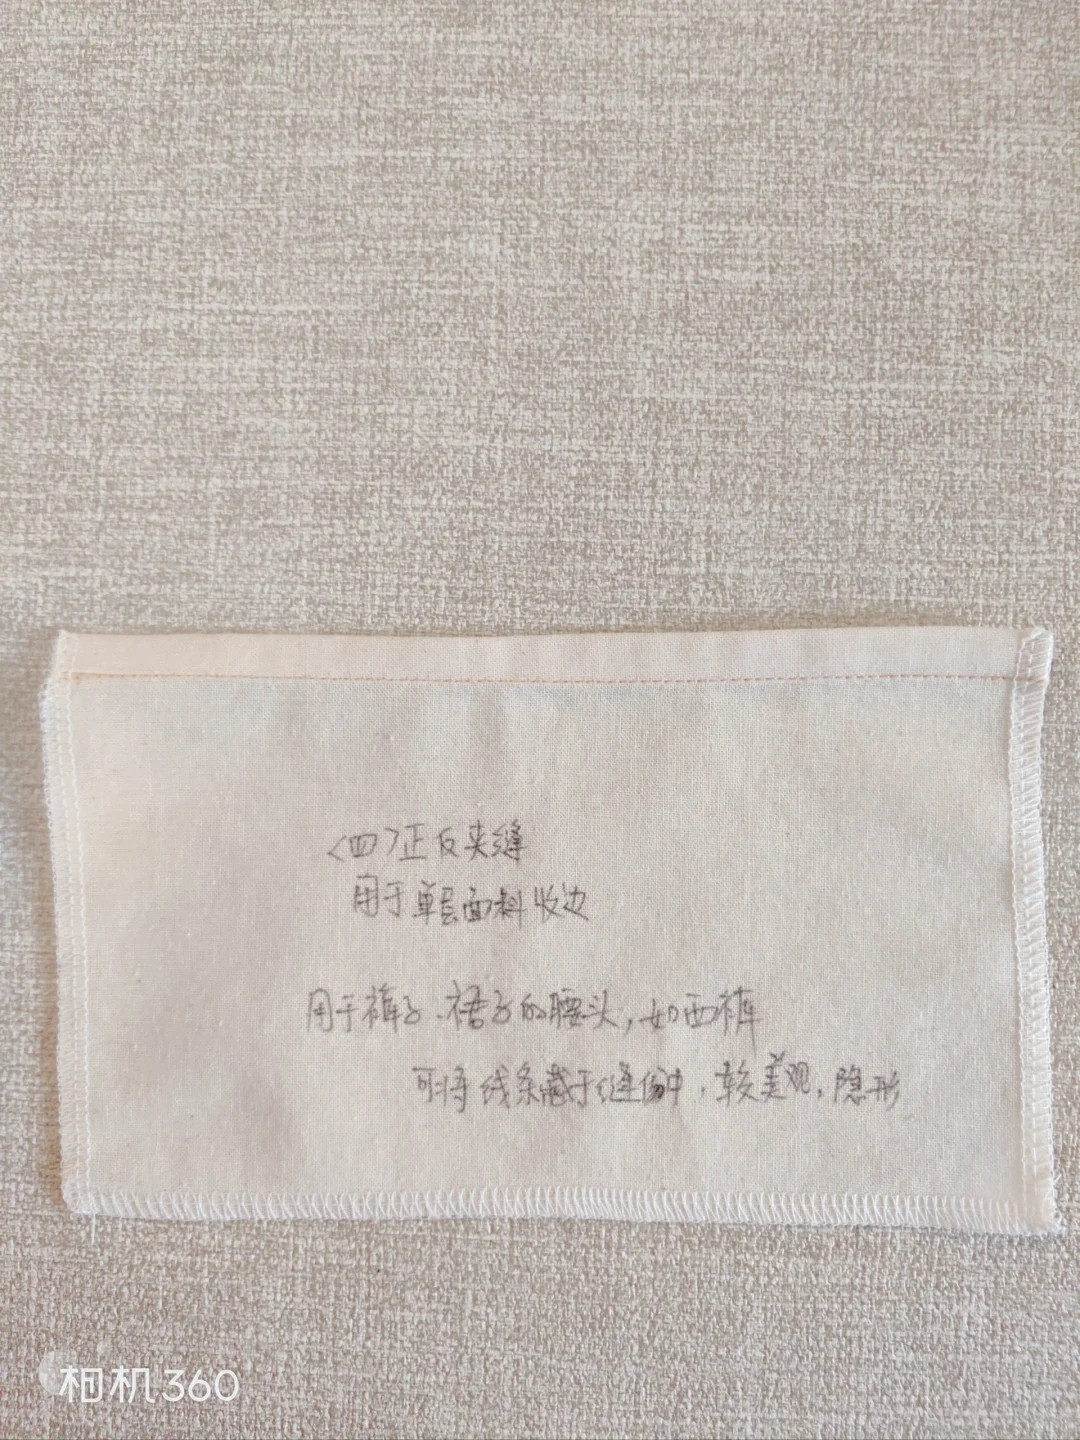 <四>正反夹缝
用于单层面料收边
用于裤子、裙子的腰头,如西裤
可将线条藏于缝份中,较美观,隐形
相机360